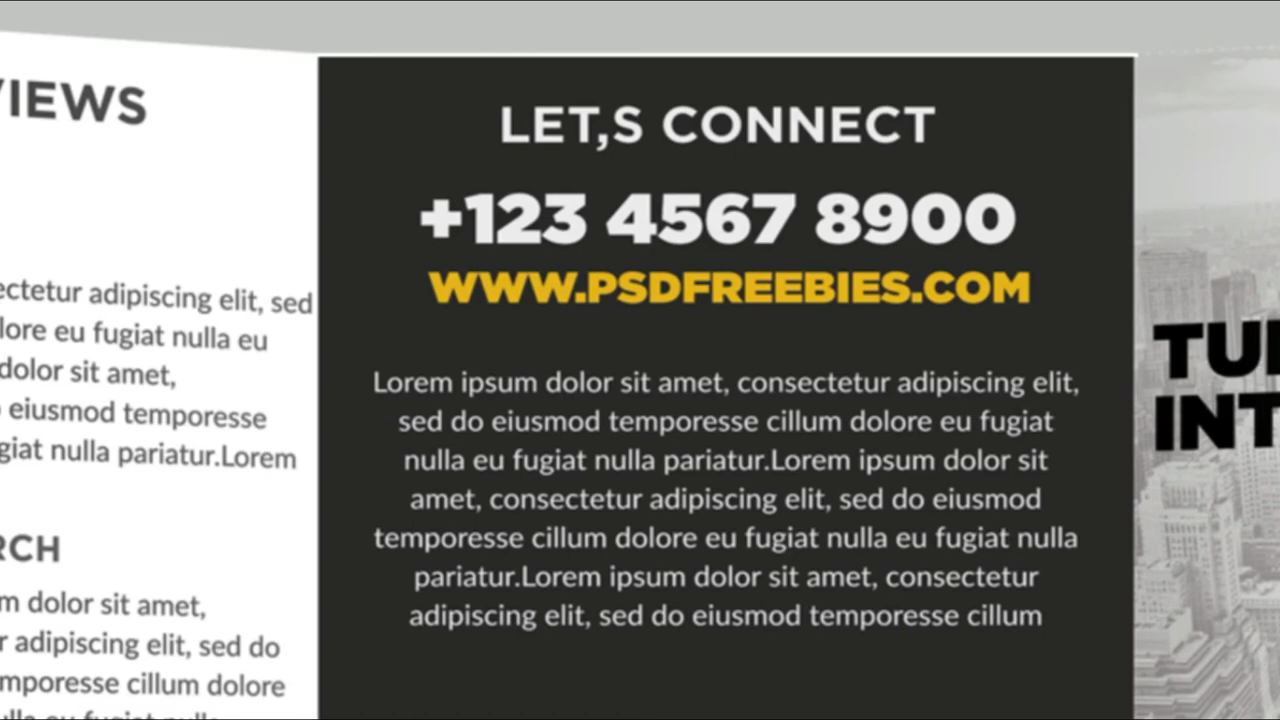 VIEWS
ectetur adipiscing elit, sed
lore eu fugiat nulla eu
dolor sit amet,
eiusmod temporesse
giat nulla pariatur.Lorem
RCH
m dolor sit amet,
r adipiscing elit, sed do
mporesse cillum dolore
LET,S CONNECT
+123 4567 8900
WWW.PSDFREEBIES.COM
Lorem ipsum dolor sit amet, consectetur adipiscing elit,
sed do eiusmod temporesse cillum dolore eu fugiat
nulla eu fugiat nulla pariatur.Lorem ipsum dolor sit
amet, consectetur adipiscing elit, sed do eiusmod
temporesse cillum dolore eu fugiat nulla eu fugiat nulla
pariatur.Lorem ipsum dolor sit amet, consectetur
adipiscing elit, sed do eiusmod temporesse cillum
TU
INT